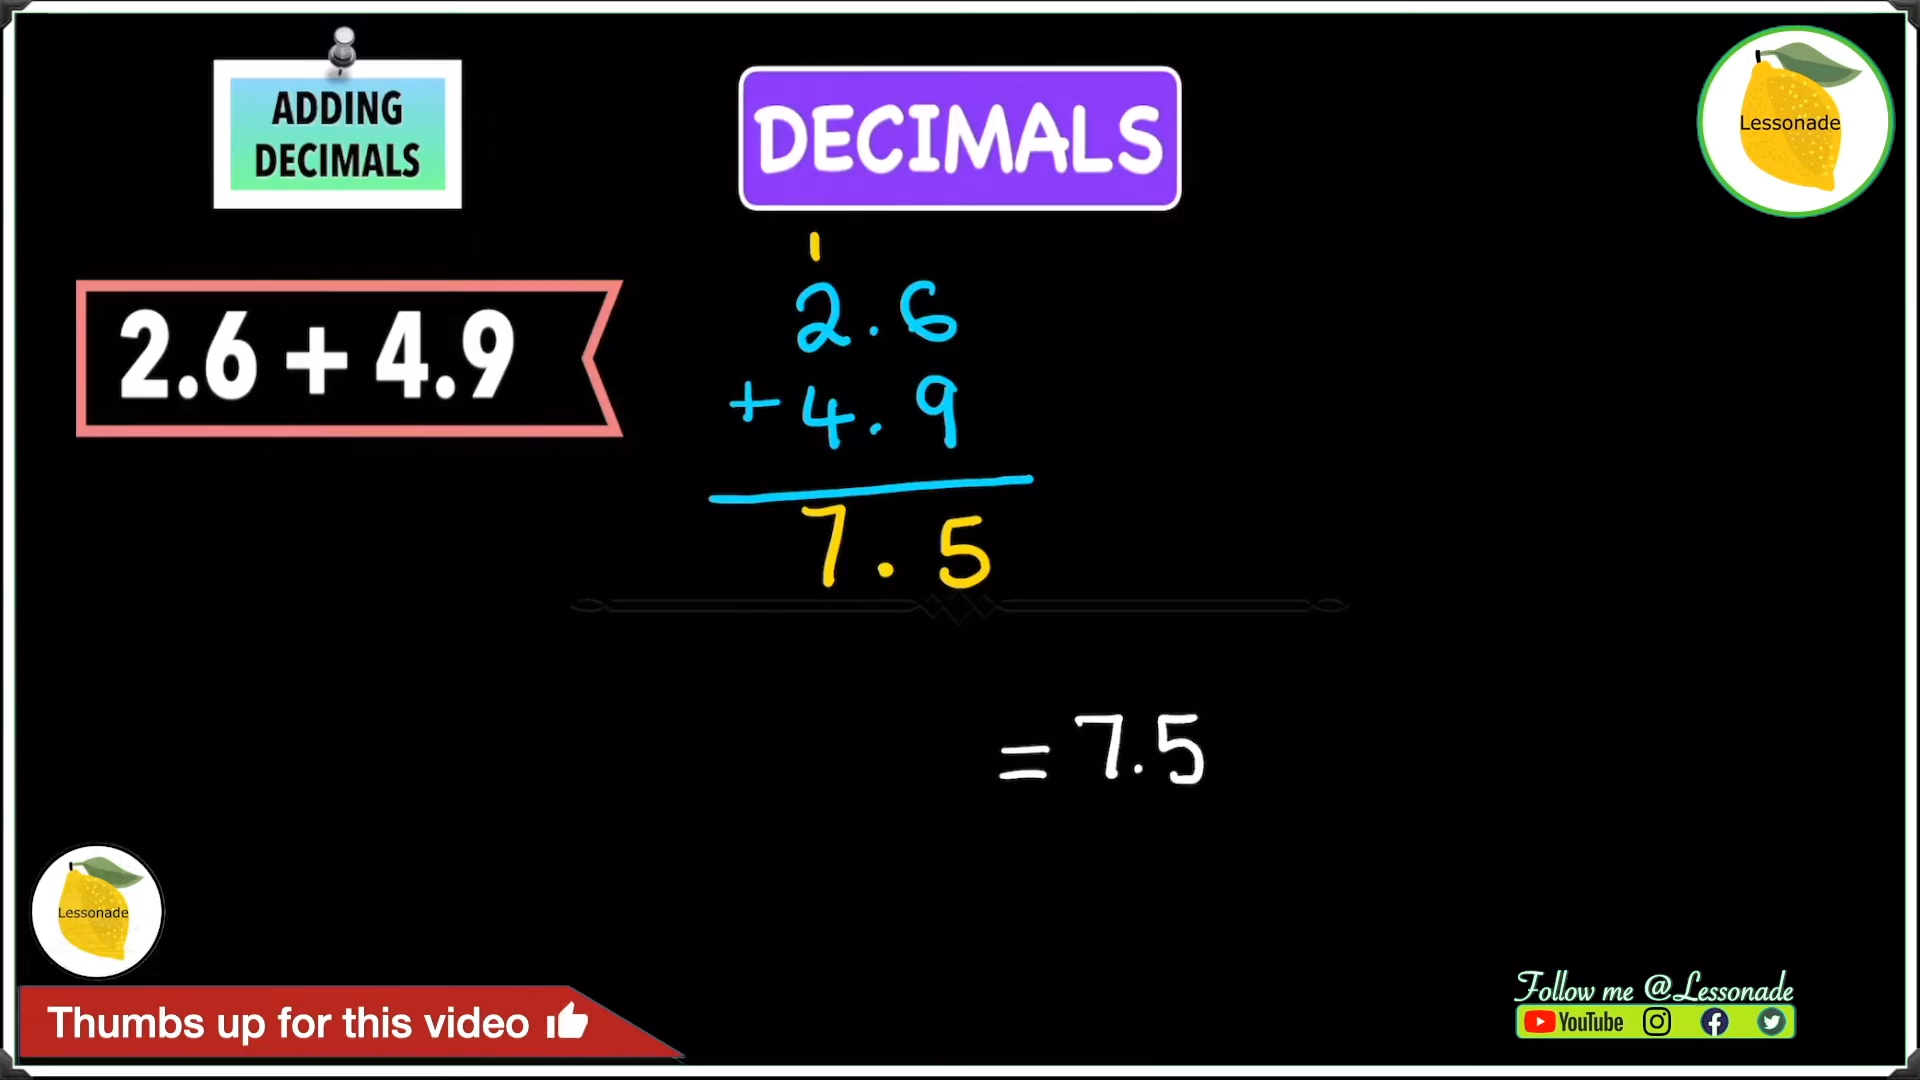 ADDING
DECIMALS
DECIMALS
Lessonade
2.6 + 4.9
1
2.6
+ 4.9
7.5
= 7.5
Lessonade
Thumbs up for this video
Follow me @Lessonade
YouTube